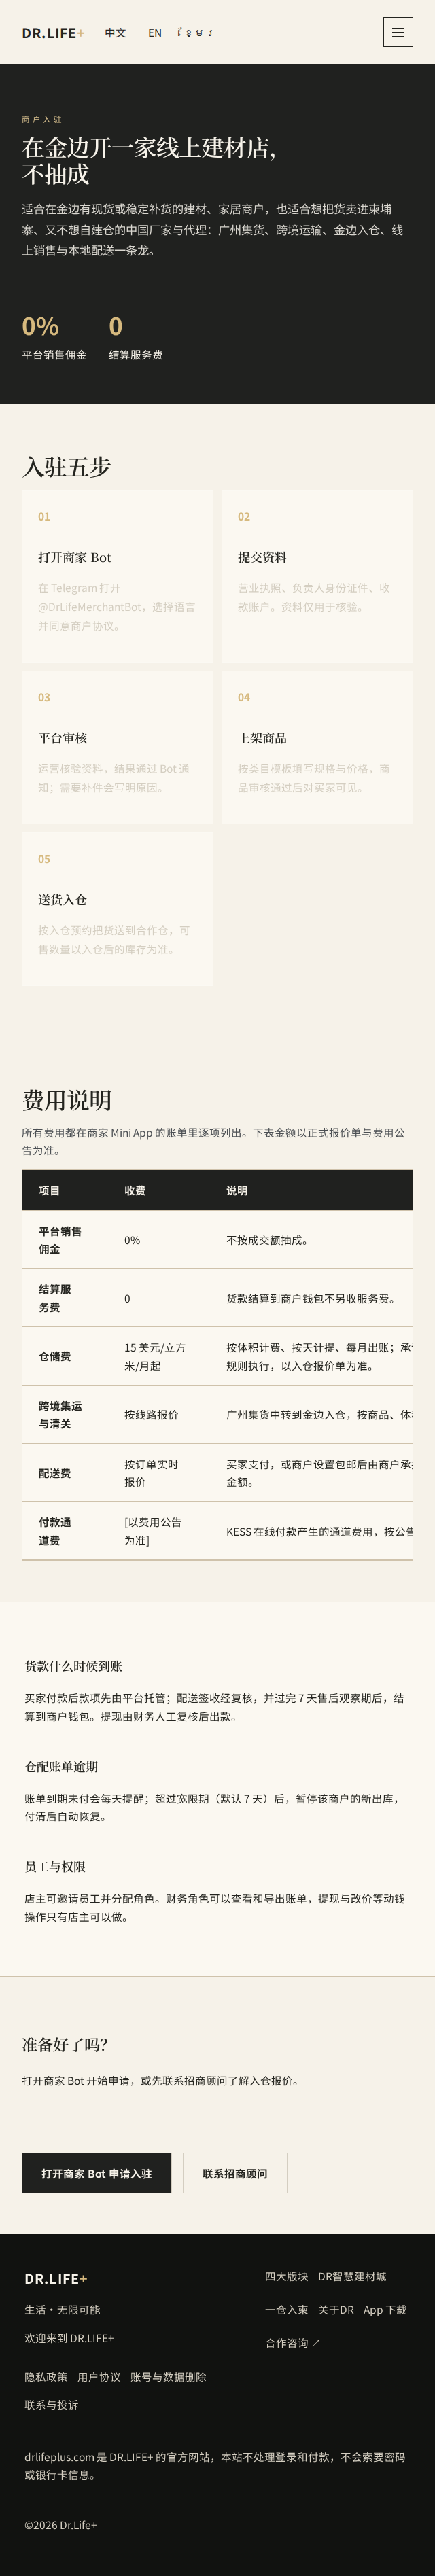 DR.LIFE+ 中文 EN ខ្មែរ
商户入驻
在金边开一家线上建材店，
不抽成
适合在金边有现货或稳定补货的建材、家居商户，也适合想把货卖进柬埔
寨、又不想自建仓的中国厂家与代理：广州集货、跨境运输、金边入仓、线
上销售与本地配送一条龙。
0% 0
平台销售佣金 结算服务费
入驻五步
01
打开商家 Bot
在 Telegram 打开
@DrLifeMerchantBot，选择语言
并同意商户协议。
02
提交资料
营业执照、负责人身份证件、收
款账户。资料仅用于核验。
03
平台审核
运营核验资料，结果通过 Bot 通
知；需要补件会写明原因。
04
上架商品
按类目模板填写规格与价格，商
品审核通过后对买家可见。
05
送货入仓
按入仓预约把货送到合作仓，可
售数量以入仓后的库存为准。
费用说明
所有费用都在商家 Mini App 的账单里逐项列出。下表金额以正式报价单与费用公
告为准。
项目 收费 说明
平台销售
佣金
0%
不按成交额抽成。
结算服
务费
0
货款结算到商户钱包不另收服务费。
仓储费
15 美元/立方
米/月起
按体积计费、按天计提、每月出账；
规则执行，以入仓报价单为准。
跨境集运
与清关
按线路报价
广州集货中转到金边入仓，按商品、
配送费
按订单实时
报价
买家支付，或商户设置包邮后由商户
金额。
付款通
道费
[以费用公告
为准]
KESS 在线付款产生的通道费用，按公
货款什么时候到账
买家付款后款项先由平台托管；配送签收经复核，并过完 7 天售后观察期后，结
算到商户钱包。提现由财务人工复核后出款。
仓配账单逾期
账单到期未付会每天提醒；超过宽限期（默认 7 天）后，暂停该商户的新出库，
付清后自动恢复。
员工与权限
店主可邀请员工并分配角色。财务角色可以查看和导出账单，提现与改价等动钱
操作只有店主可以做。
准备好了吗？
打开商家 Bot 开始申请，或先联系招商顾问了解入仓报价。
打开商家 Bot 申请入驻 联系招商顾问
DR.LIFE+
生活・无限可能
欢迎来到 DR.LIFE+
四大版块 DR智慧建材城
一仓入柬 关于DR App 下载
合作咨询 ↗
隐私政策 用户协议 账号与数据删除
联系与投诉
drlifeplus.com 是 DR.LIFE+ 的官方网站，本站不处理登录和付款，不会索要密码
或银行卡信息。
©2026 Dr.Life+